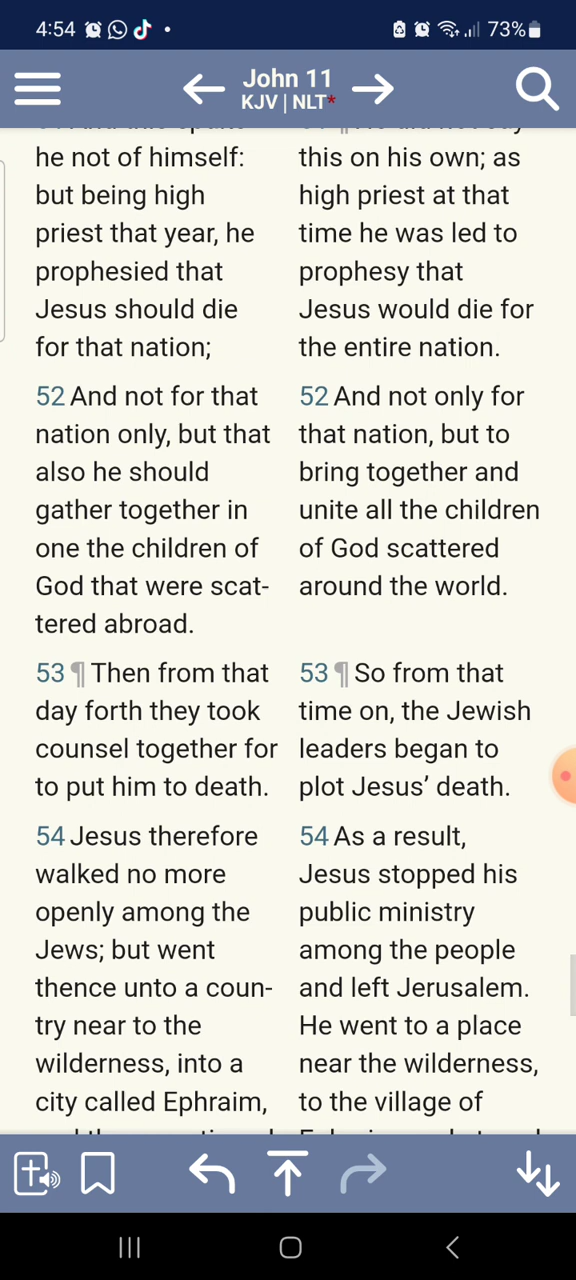 4:54
73%
John 11
KJV | NLT*
he not of himself:
but being high
priest that year, he
prophesied that
Jesus should die
for that nation;
52 And not for that
nation only, but that
also he should
gather together in
one the children of
God that were scat-
tered abroad.
53 ¶ Then from that
day forth they took
counsel together for
to put him to death.
54 Jesus therefore
walked no more
openly among the
Jews; but went
thence unto a coun-
try near to the
wilderness, into a
city called Ephraim,
this on his own; as
high priest at that
time he was led to
prophesy that
Jesus would die for
the entire nation.
52 And not only for
that nation, but to
bring together and
unite all the children
of God scattered
around the world.
53 ¶ So from that
time on, the Jewish
leaders began to
plot Jesus’ death.
54 As a result,
Jesus stopped his
public ministry
among the people
and left Jerusalem.
He went to a place
near the wilderness,
to the village of